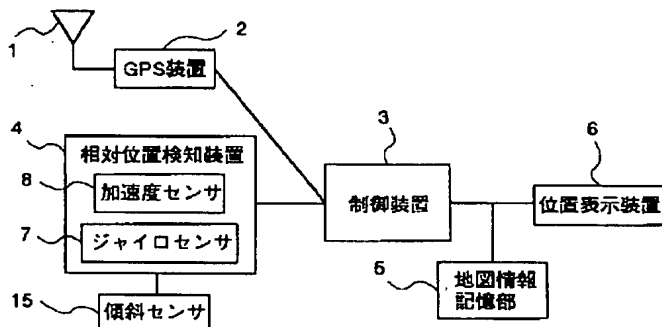 1
2
GPS装置
4
相対位置検知装置
8
加速度センサ
7
ジャイロセンサ
15
傾斜センサ
3
制御装置
6
位置表示装置
5
地図情報
記憶部